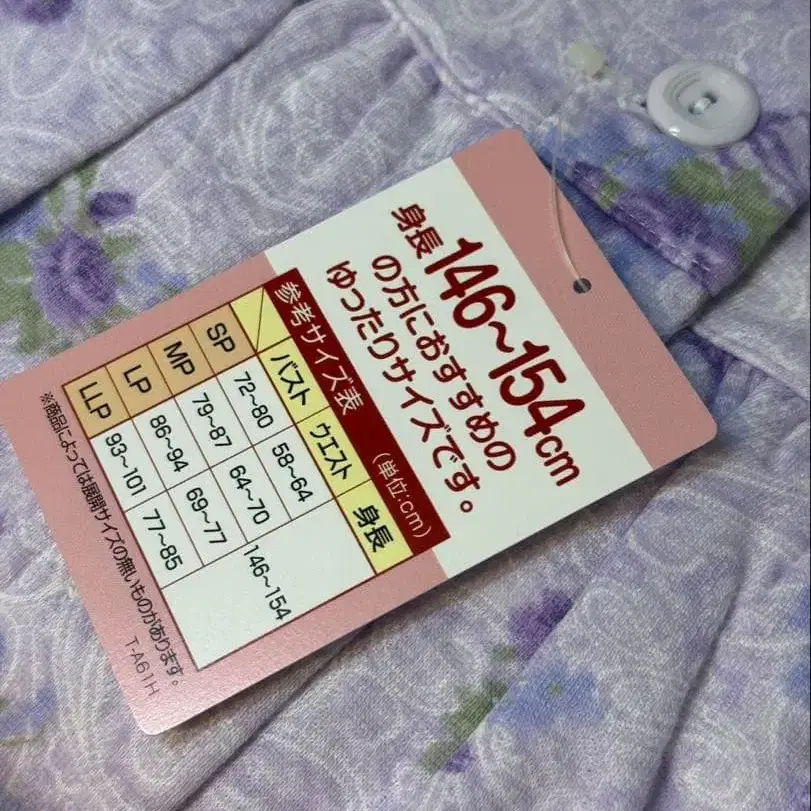 身長146~154cm
の方におすすめの
ゆったりサイズです。
参考サイズ表 (単位:cm)
バスト ウエスト 身長
SP 72~80 58~64 146~154
MP 79~87 64~70
LP 86~94 69~77
LLP 93~101 77~85
※商品によっては展開サイズの無いものがあります。
T-A61H